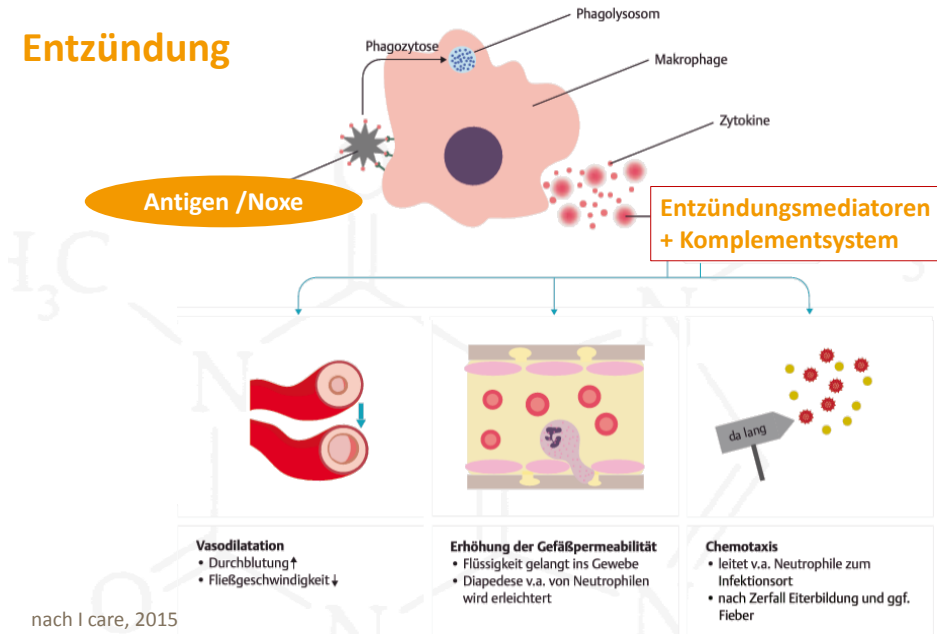 Entzündung
Phagolysosom
Phagozytose
Makrophage
Zytokine
Antigen /Noxe
Entzündungsmediatoren
+ Komplementsystem
H₃C
N
N
N
O
da lang
Vasodilatation
• Durchblutung↑
• Fließgeschwindigkeit↓
Erhöhung der Gefäßpermeabilität
• Flüssigkeit gelangt ins Gewebe
• Diapedese v.a. von Neutrophilen
wird erleichtert
Chemotaxis
• leitet v.a. Neutrophile zum
Infektionsort
• nach Zerfall Eiterbildung und ggf.
Fieber
nach I care, 2015